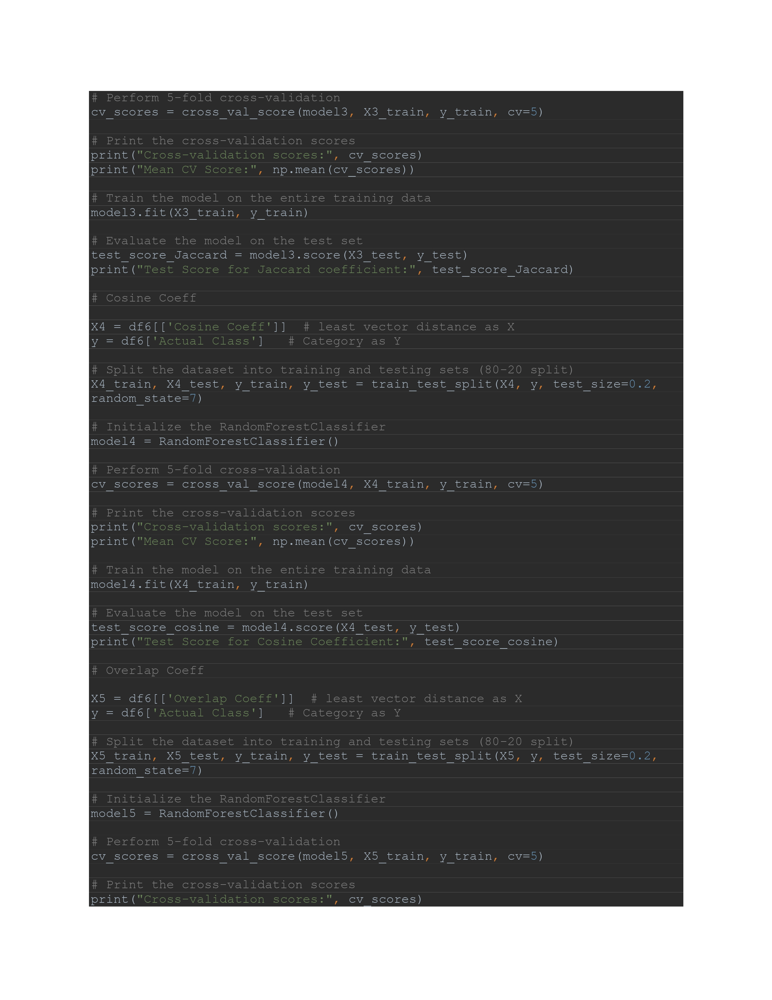 # Perform 5-fold cross-validation
cv_scores = cross_val_score(model3, X3_train, y_train, cv=5)
# Print the cross-validation scores
print("Cross-validation scores:", cv_scores)
print("Mean CV Score:", np.mean(cv_scores))
# Train the model on the entire training data
model3.fit(X3_train, y_train)
# Evaluate the model on the test set
test_score_Jaccard = model3.score(X3_test, y_test)
print("Test Score for Jaccard coefficient:", test_score_Jaccard)
# Cosine Coeff
X4 = df6[['Cosine Coeff']]  # least vector distance as X
y = df6['Actual Class']   # Category as Y
# Split the dataset into training and testing sets (80-20 split)
X4_train, X4_test, y_train, y_test = train_test_split(X4, y, test_size=0.2,
random_state=7)
# Initialize the RandomForestClassifier
model4 = RandomForestClassifier()
# Perform 5-fold cross-validation
cv_scores = cross_val_score(model4, X4_train, y_train, cv=5)
# Print the cross-validation scores
print("Cross-validation scores:", cv_scores)
print("Mean CV Score:", np.mean(cv_scores))
# Train the model on the entire training data
model4.fit(X4_train, y_train)
# Evaluate the model on the test set
test_score_cosine = model4.score(X4_test, y_test)
print("Test Score for Cosine Coefficient:", test_score_cosine)
# Overlap Coeff
X5 = df6[['Overlap Coeff']]  # least vector distance as X
y = df6['Actual Class']   # Category as Y
# Split the dataset into training and testing sets (80-20 split)
X5_train, X5_test, y_train, y_test = train_test_split(X5, y, test_size=0.2,
random_state=7)
# Initialize the RandomForestClassifier
model5 = RandomForestClassifier()
# Perform 5-fold cross-validation
cv_scores = cross_val_score(model5, X5_train, y_train, cv=5)
# Print the cross-validation scores
print("Cross-validation scores:", cv_scores)